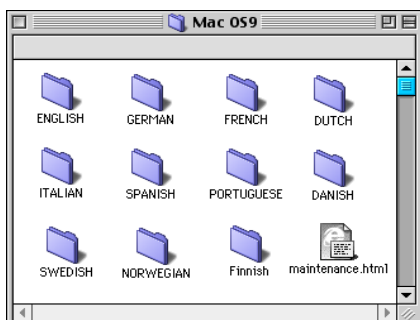 Mac OS9
ENGLISH GERMAN FRENCH DUTCH
ITALIAN SPANISH PORTUGUESE DANISH
SWEDISH NORWEGIAN Finnish maintenance.html